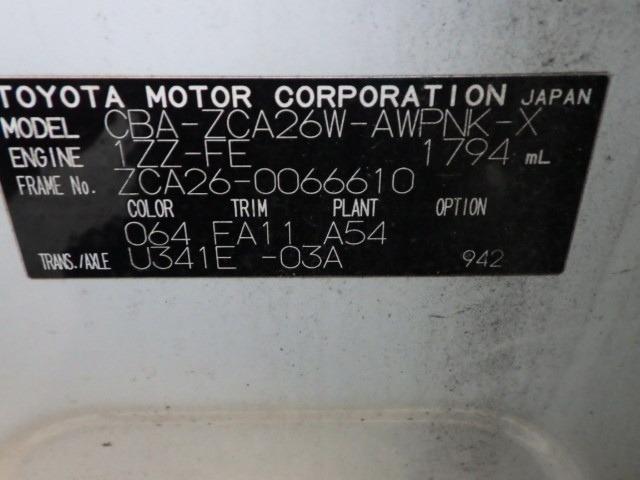 TOYOTA MOTOR CORPORATION JAPAN
MODEL CBA-ZCA26W-AWPNK-X
ENGINE 1ZZ-FE 1794 mL
FRAME No. ZCA26-0066610
COLOR TRIM PLANT OPTION
064 FA11 A54
TRANS./AXLE U341E -03A 942